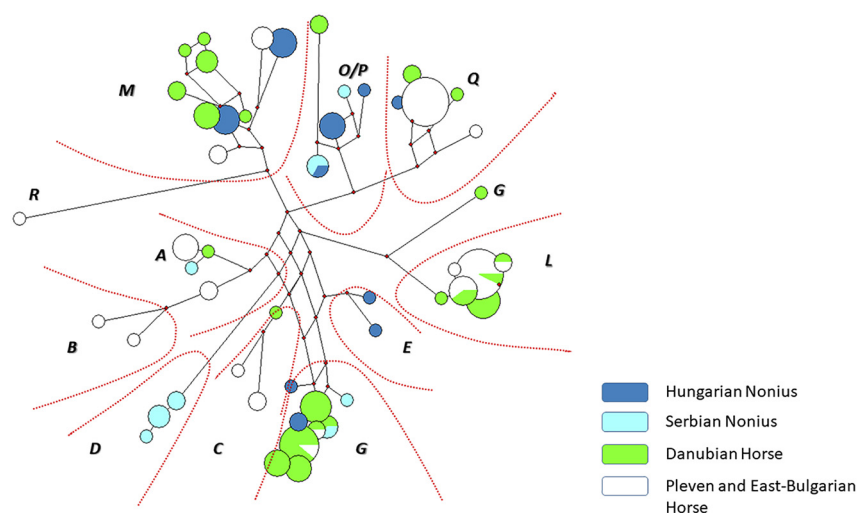 M
O/P
Q
R
G
A
L
B
E
D
C
G
Hungarian Nonius
Serbian Nonius
Danubian Horse
Pleven and East-Bulgarian
Horse